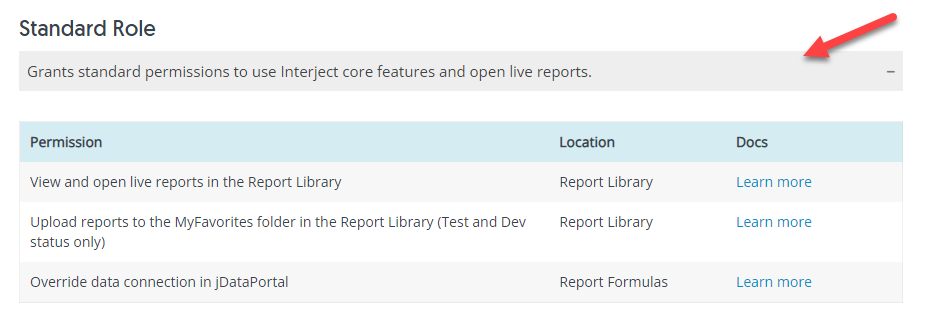 Standard Role
Grants standard permissions to use Interject core features and open live reports. –
Permission Location Docs
View and open live reports in the Report Library Report Library Learn more
Upload reports to the MyFavorites folder in the Report Library (Test and Dev Report Library Learn more
status only)
Override data connection in jDataPortal Report Formulas Learn more